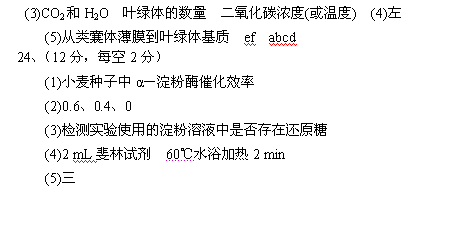 (3)CO₂和 H₂O 叶绿体的数量 二氧化碳浓度(或温度) (4)左
(5)从类囊体薄膜到叶绿体基质 ef abcd
24、(12 分，每空 2 分)
(1)小麦种子中 α—淀粉酶催化效率
(2)0.6、0.4、0
(3)检测实验使用的淀粉溶液中是否存在还原糖
(4)2 mL 斐林试剂 60℃水浴加热 2 min
(5)三